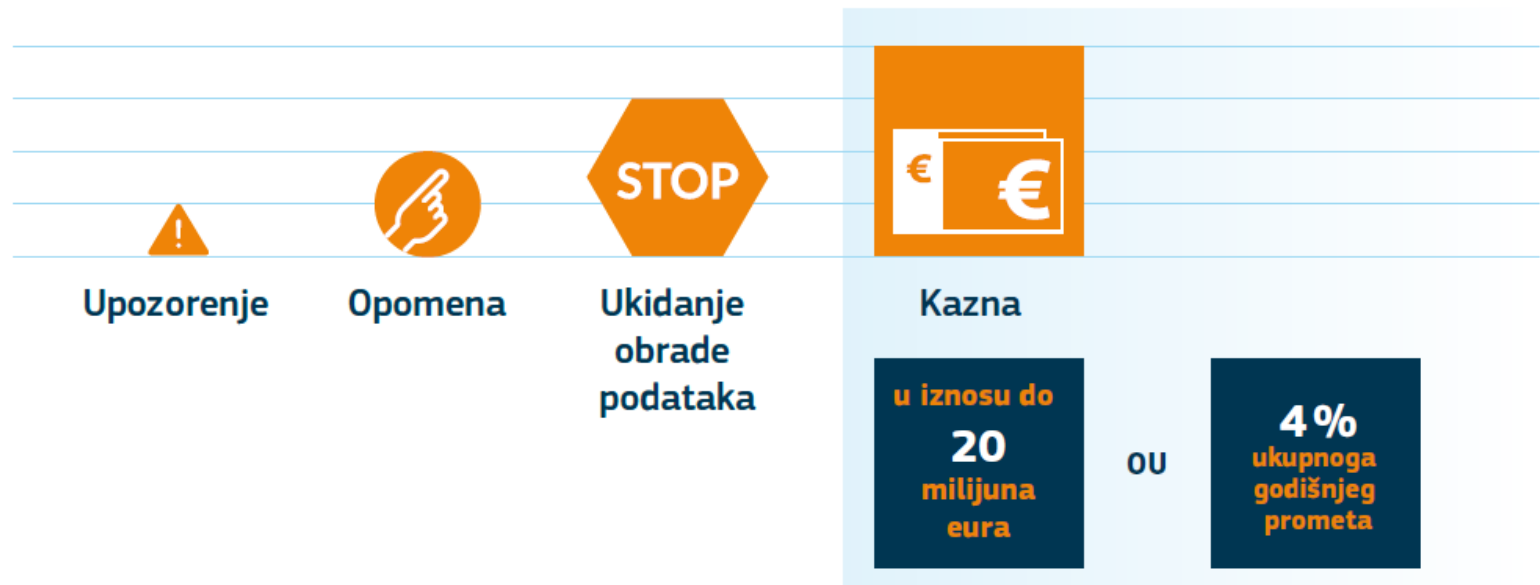 !
STOP
€
€
Upozorenje
Opomena
Ukidanje
obrade
podataka
Kazna
u iznosu do
20
milijuna
eura
OU
4%
ukupnoga
godišnjeg
prometa